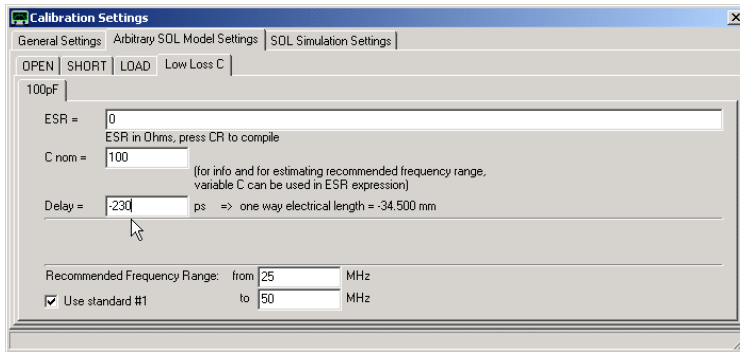 Calibration Settings
General Settings Arbitrary SOL Model Settings SOL Simulation Settings
OPEN SHORT LOAD Low Loss C
100pF
ESR = 0
ESR in Ohms, press CR to compile
C nom = 100
(for info and for estimating recommended frequency range,
variable C can be used in ESR expression)
Delay = -230 ps => one way electrical length = -34.500 mm
Recommended Frequency Range: from 25 MHz
Use standard #1 to 50 MHz